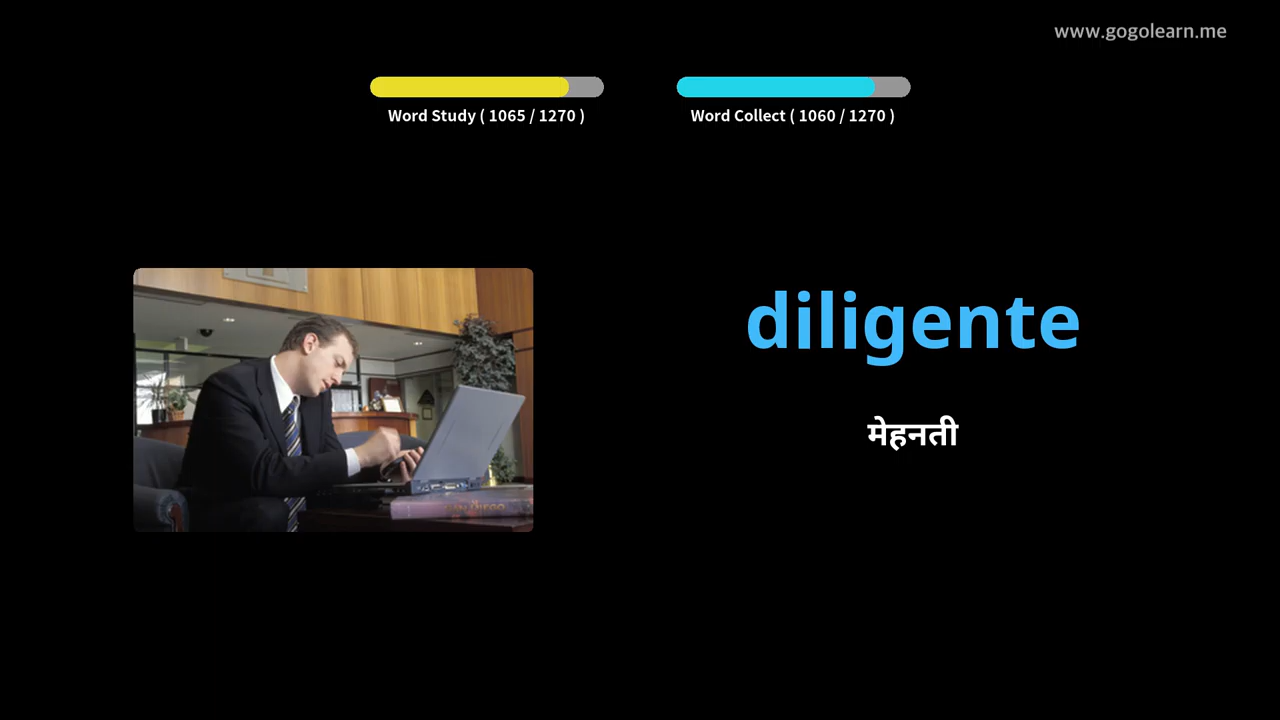 www.gogolearn.me
Word Study ( 1065 / 1270 )
Word Collect ( 1060 / 1270 )
diligente
मेहनती